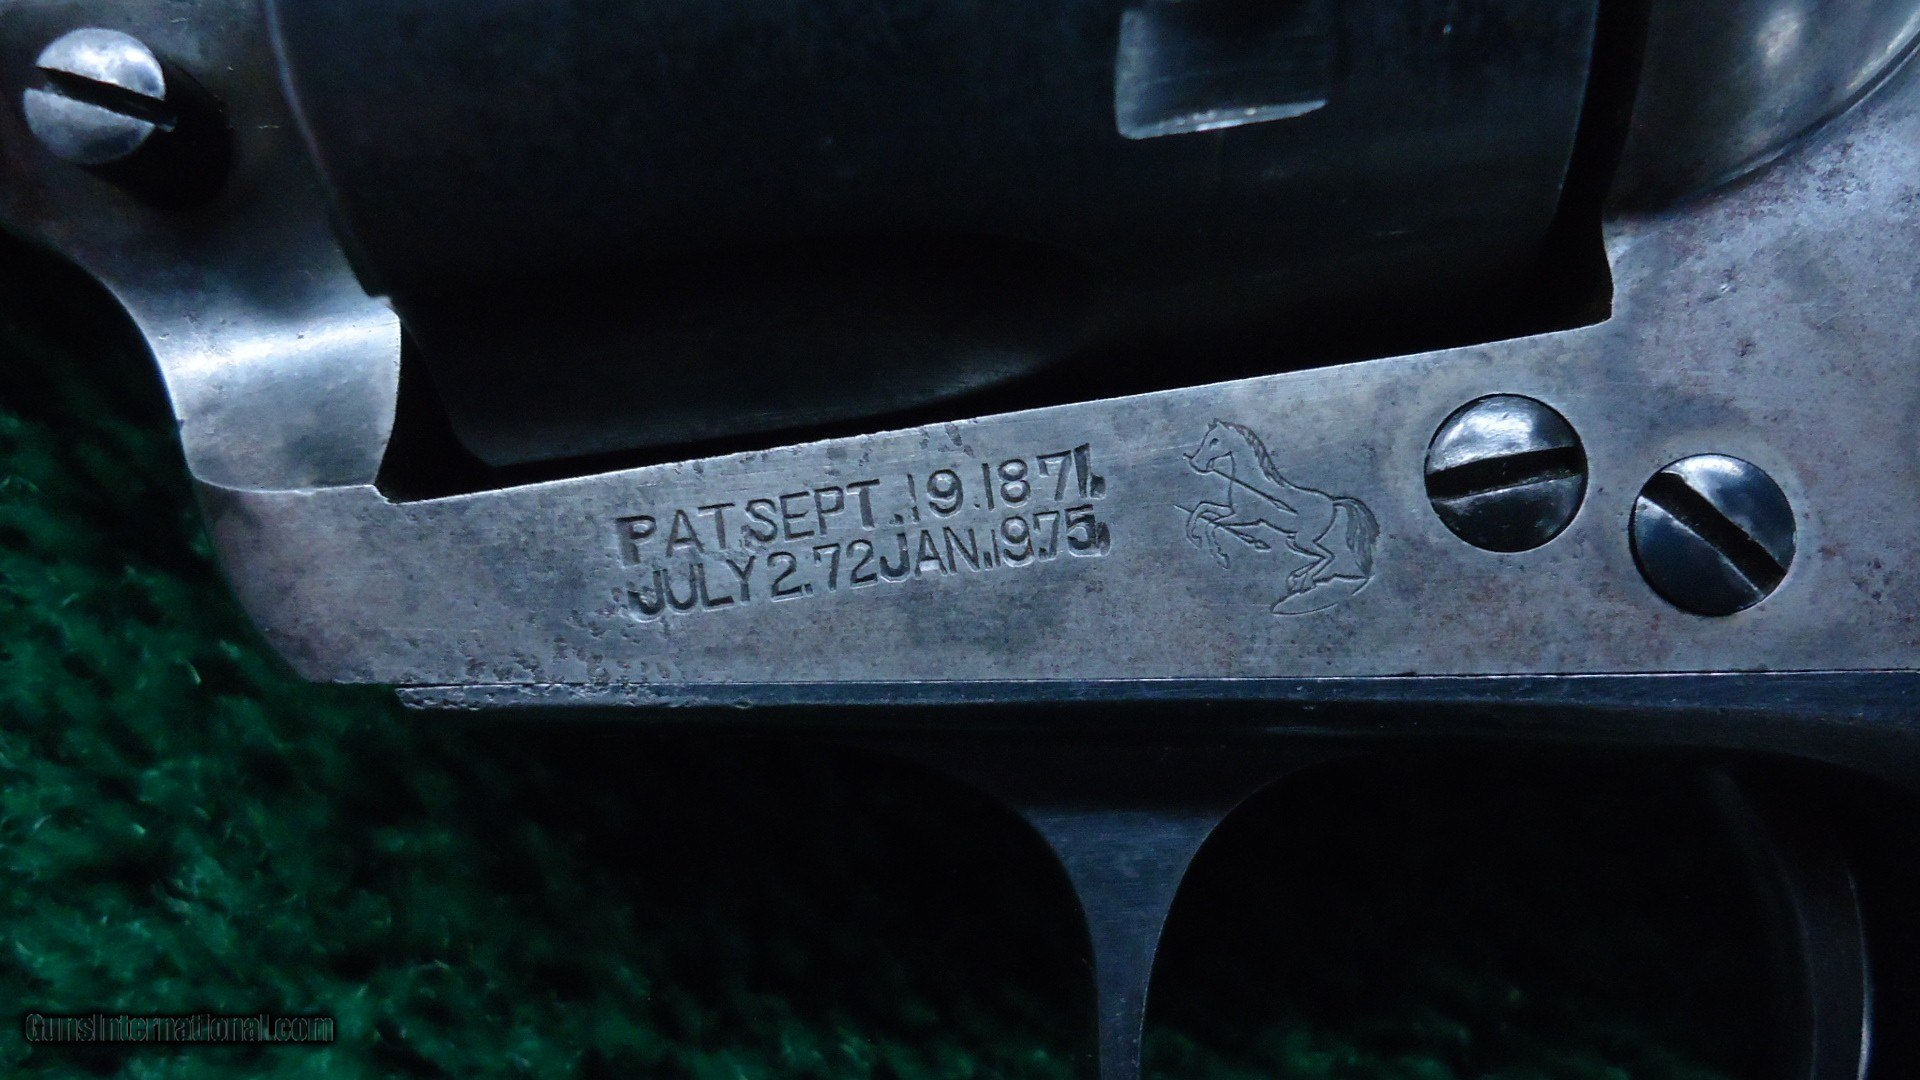 PAT.SEPT.19.1871.
JULY 2.72 JAN.19.75.
GunsInternational.com